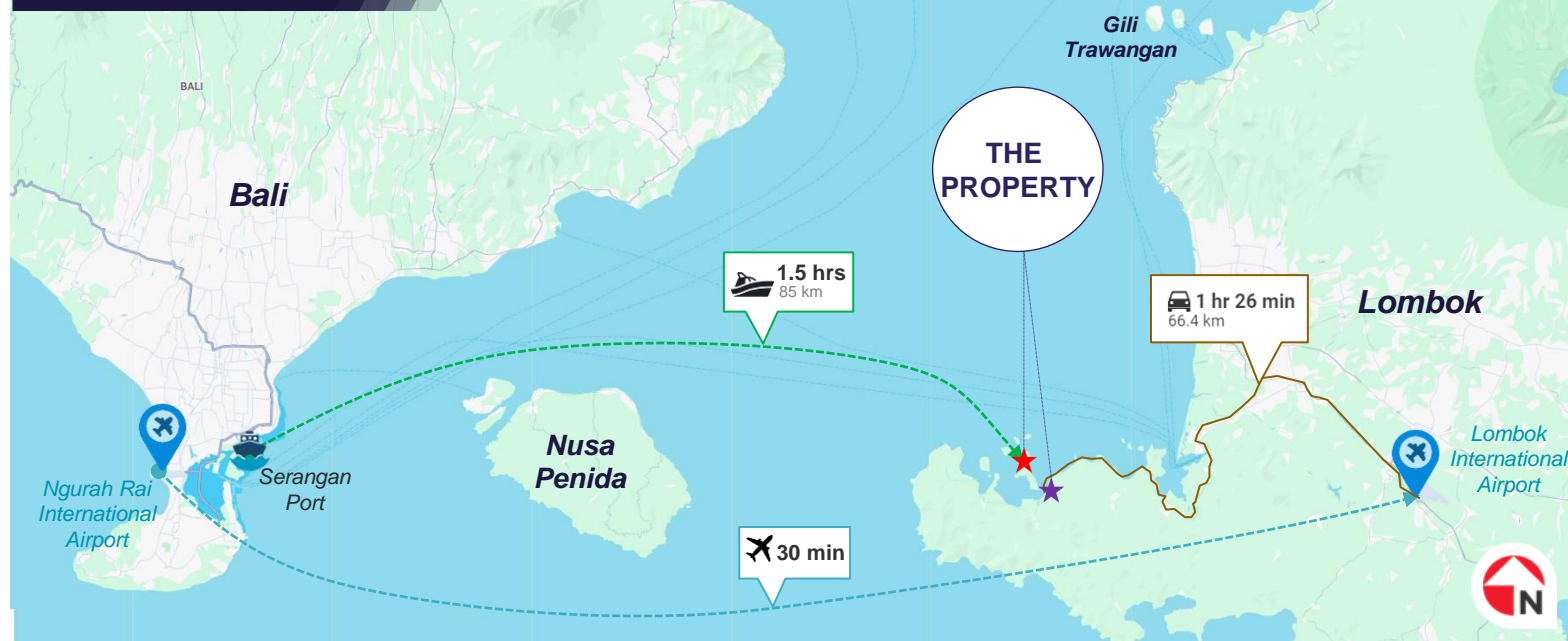 Gili
Trawangan
BALI
THE
PROPERTY
Bali
1.5 hrs
85 km
1 hr 26 min
66.4 km
Lombok
Nusa
Penida
Serangan
Port
Ngurah Rai
International
Airport
Lombok
International
Airport
30 min
N